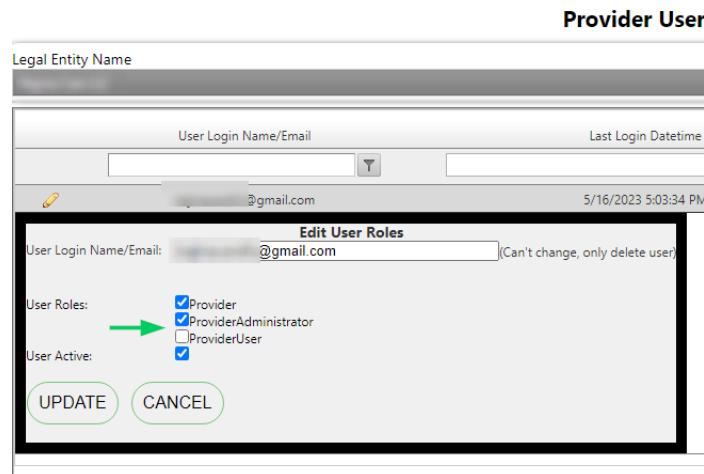 Provider User
Legal Entity Name
User Login Name/Email Last Login Datetime
@gmail.com 5/16/2023 5:03:34 PM
Edit User Roles
User Login Name/Email: @gmail.com (Can't change, only delete user)
User Roles: Provider
ProviderAdministrator
ProviderUser
User Active:
UPDATE CANCEL